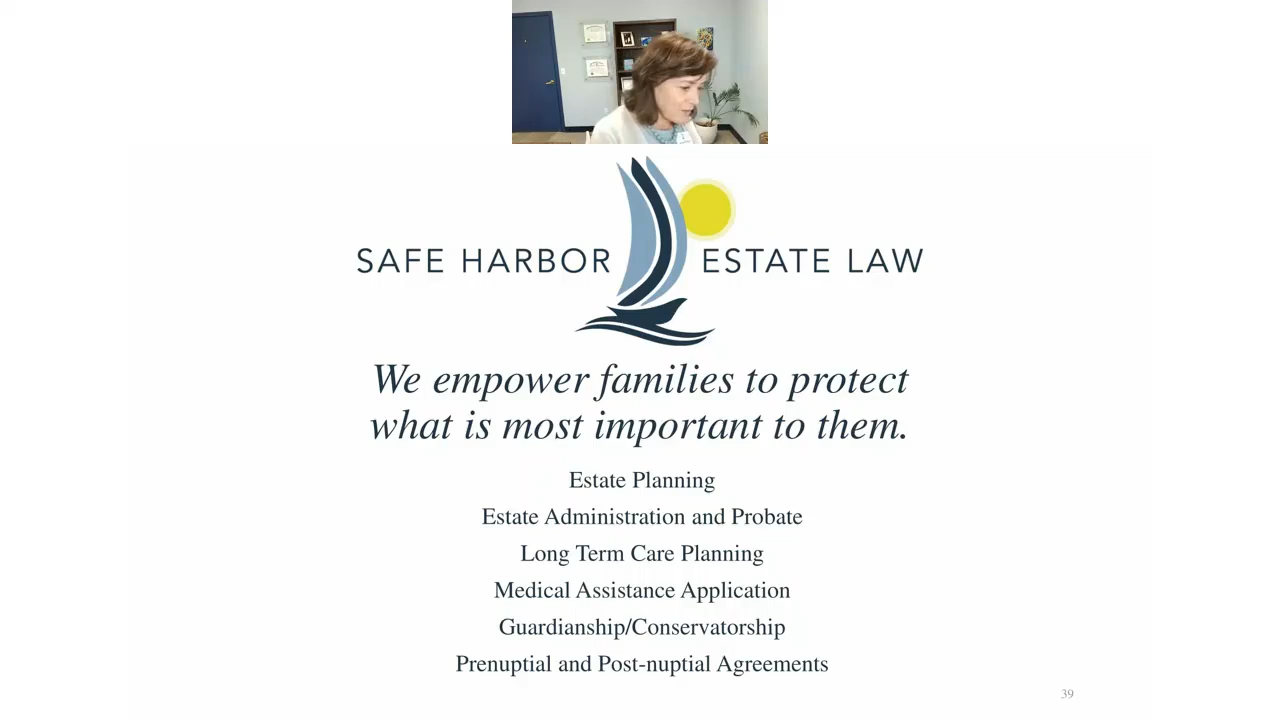 SAFE HARBOR ESTATE LAW
We empower families to protect
what is most important to them.
Estate Planning
Estate Administration and Probate
Long Term Care Planning
Medical Assistance Application
Guardianship/Conservatorship
Prenuptial and Post-nuptial Agreements
39